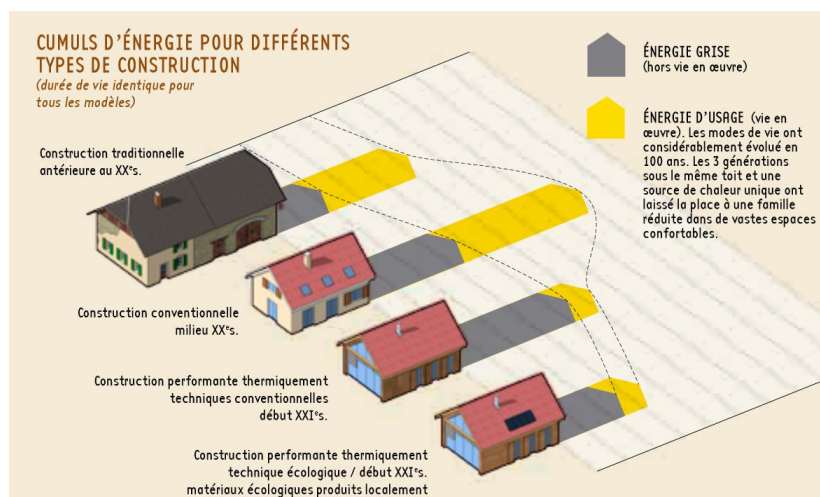 CUMULS D'ÉNERGIE POUR DIFFÉRENTS
TYPES DE CONSTRUCTION
(durée de vie identique pour
tous les modèles)
ÉNERGIE GRISE
(hors vie en œuvre)
ÉNERGIE D'USAGE (vie en
œuvre). Les modes de vie ont
considérablement évolué en
100 ans. Les 3 générations
sous le même toit et une
source de chaleur unique ont
laissé la place à une famille
réduite dans de vastes espaces
confortables.
Construction traditionnelle
antérieure au XXᵉs.
Construction conventionnelle
milieu XXᵉs.
Construction performante thermiquement
techniques conventionnelles
début XXIᵉs.
Construction performante thermiquement
technique écologique / début XXIᵉs.
matériaux écologiques produits localement